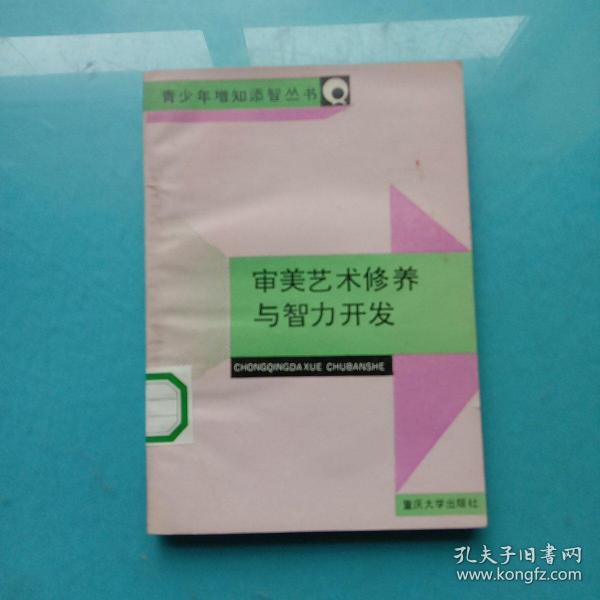 青少年增知添智丛书
审美艺术修养
与智力开发
CHONGQINGDAXUE CHUBANSHE
重庆大学出版社
孔夫子旧书网
www.kongfz.com